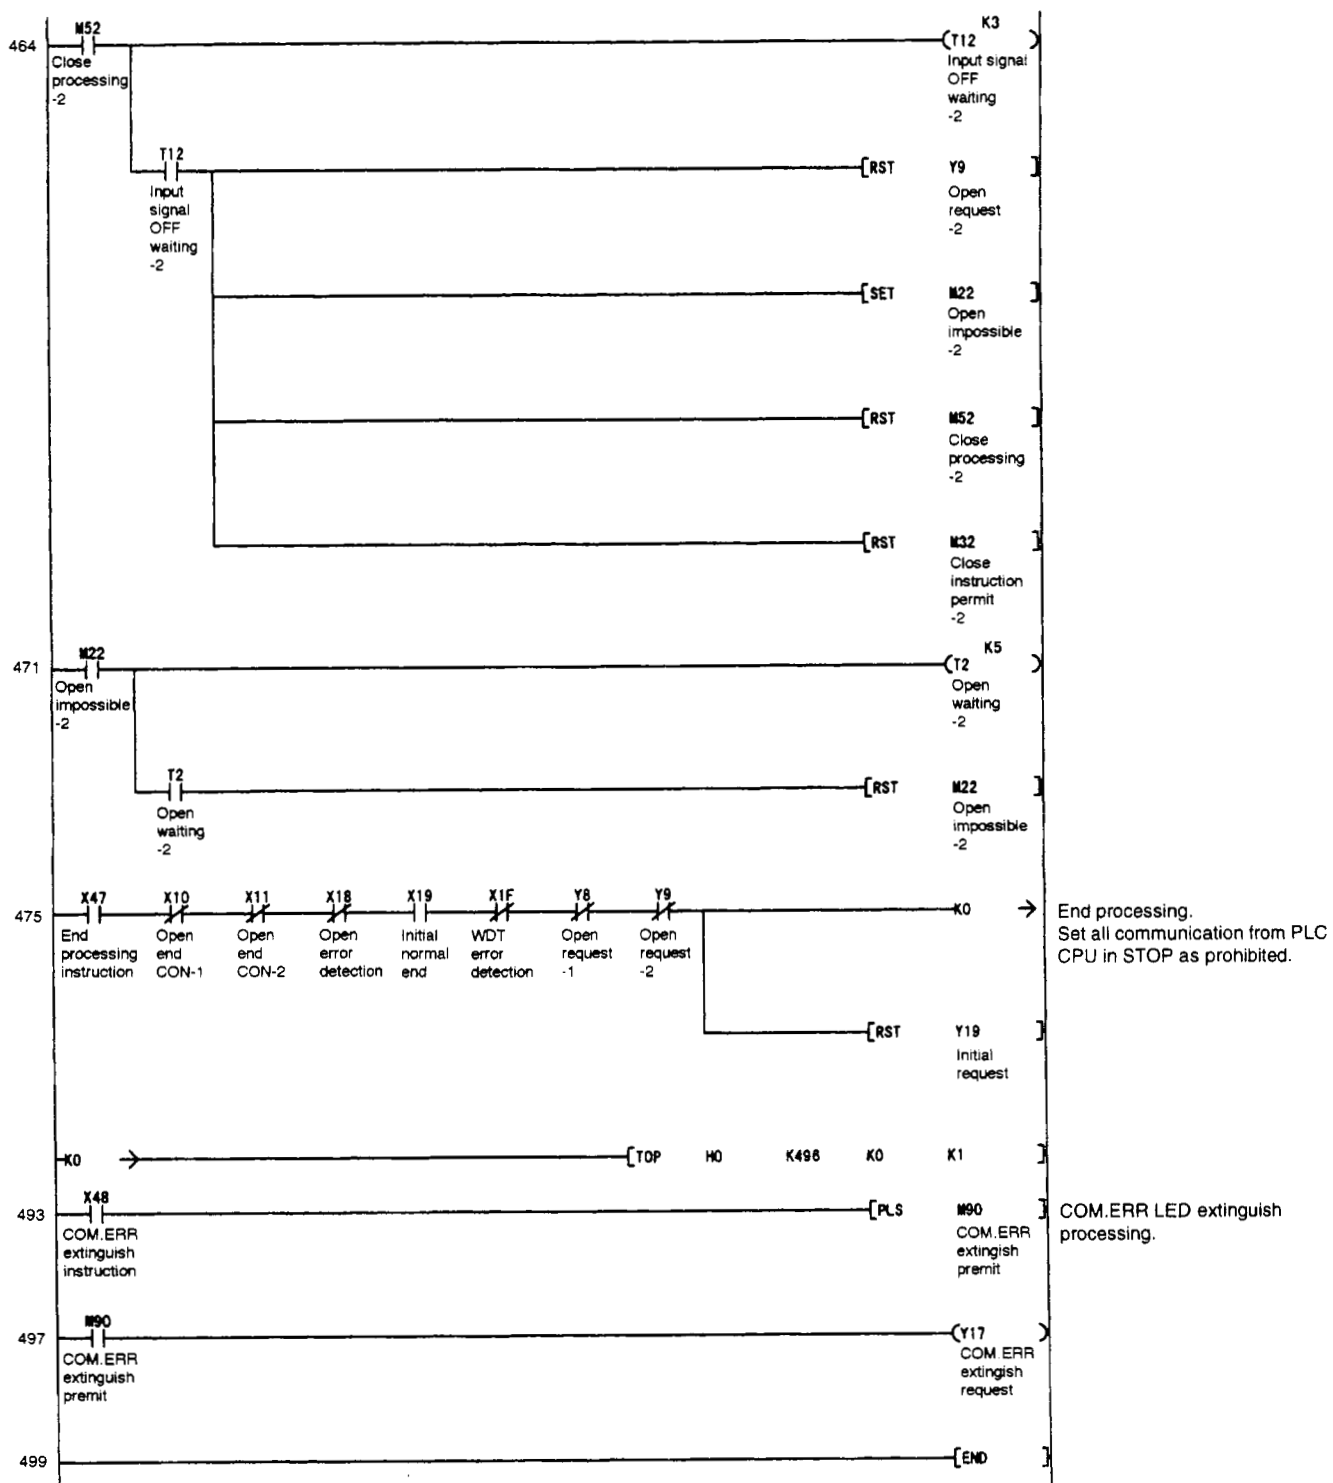 K3
464 M52 T12
Close processing -2
Input signal OFF waiting -2
T12 RST Y9
Input signal OFF waiting -2
Open request -2
SET M22
Open impossible -2
RST M52
Close processing -2
RST M32
Close instruction permit -2
K5
471 M22 T2
Open impossible -2
Open waiting -2
T2 RST M22
Open waiting -2
Open impossible -2
475 X47 X10 X11 X18 X19 X1F Y8 Y9 K0
End processing instruction
Open end CON-1
Open end CON-2
Open error detection
Initial normal end
WDT error detection
Open request -1
Open request -2
End processing.
Set all communication from PLC
CPU in STOP as prohibited.
RST Y19
Initial request
K0 TOP H0 K496 K0 K1
493 X48 PLS M90
COM.ERR extinguish instruction
COM.ERR extingish premit
COM.ERR LED extinguish
processing.
497 M90 Y17
COM.ERR extinguish premit
COM.ERR extingish request
499 END